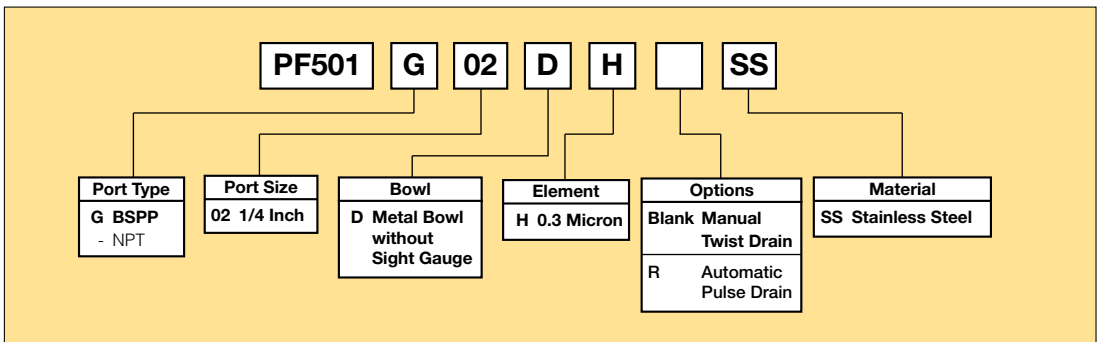 PF501 G 02 D H SS
Port Type
G BSPP
- NPT
Port Size
02 1/4 Inch
Bowl
D Metal Bowl
without
Sight Gauge
Element
H 0.3 Micron
Options
Blank Manual
Twist Drain
R Automatic
Pulse Drain
Material
SS Stainless Steel